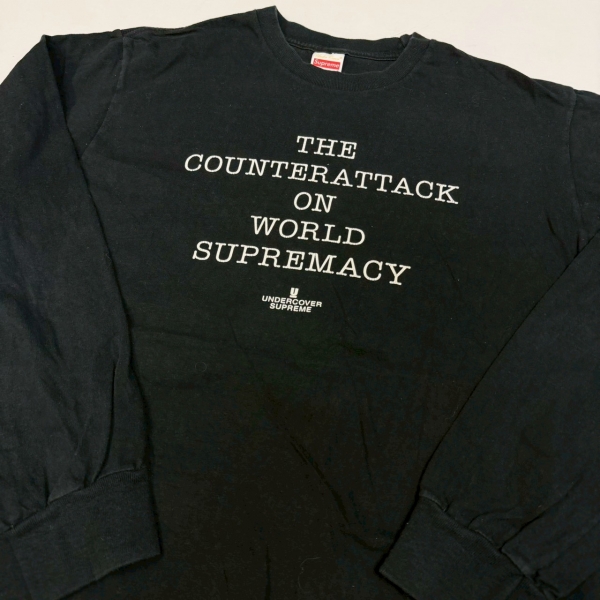 Supreme
THE
COUNTERATTACK
ON
WORLD
SUPREMACY
UNDERCOVER
SUPREME